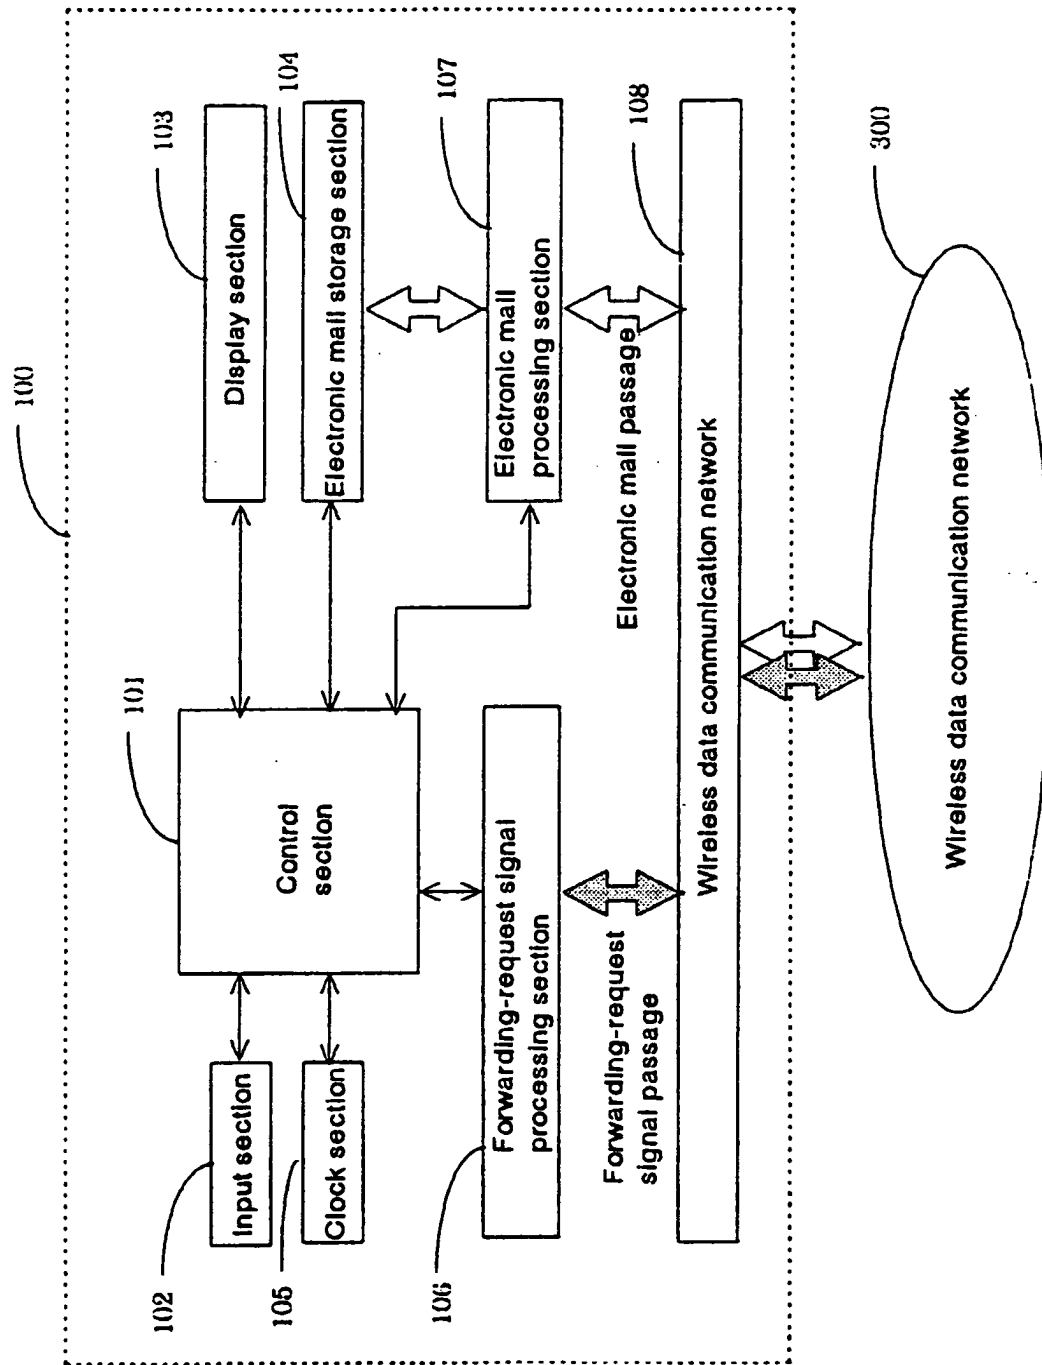 100
102
101
103
Input section
Control
section
Display section
105
104
Clock section
Electronic mail storage section
106
107
Forwarding-request signal
processing section
Electronic mail
processing section
Forwarding-request
signal passage
Electronic mail passage
108
Wireless data communication network
300
Wireless data communication network